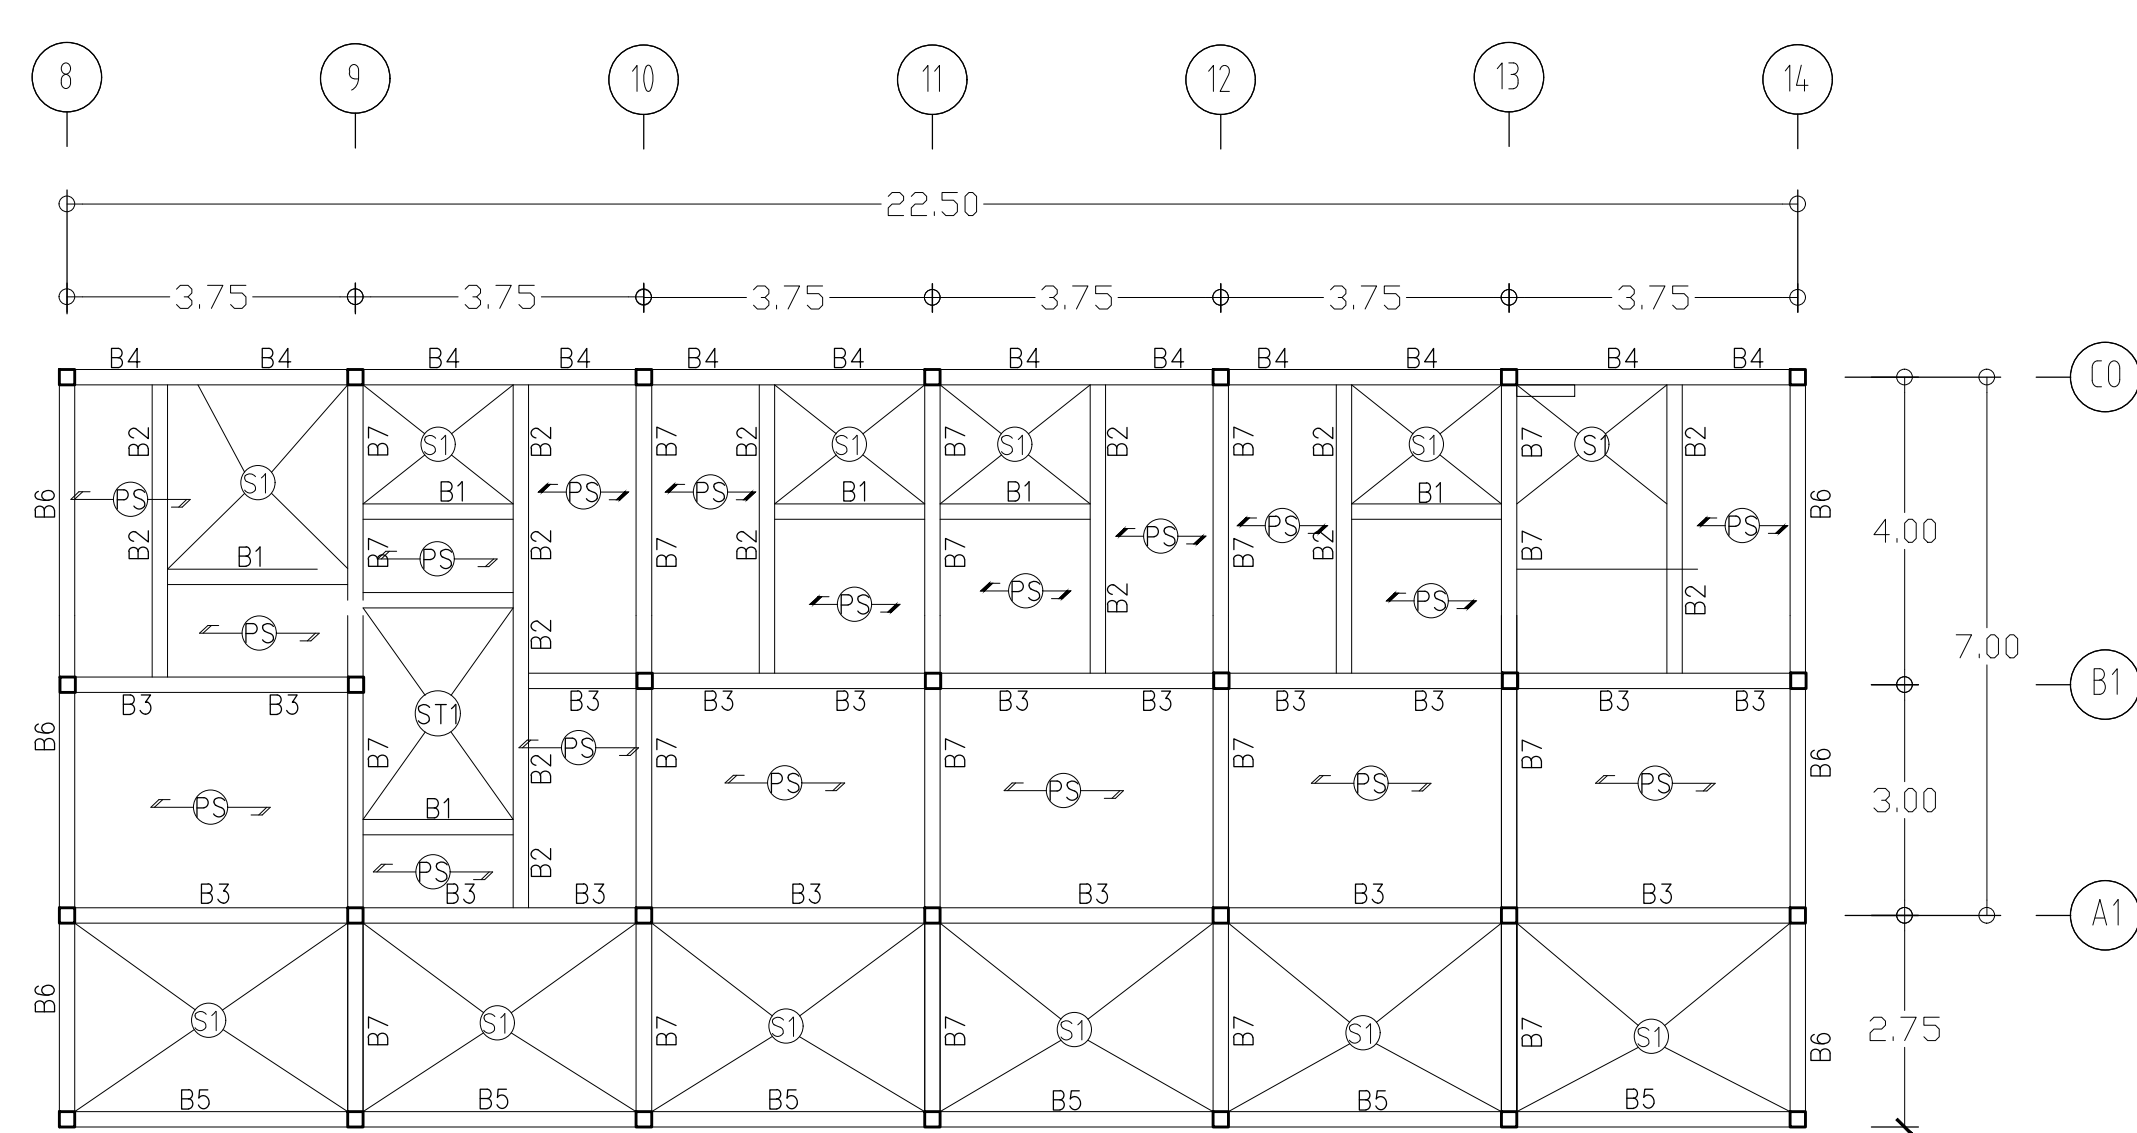 8 9 10 11 12 13 14
22.50
3.75 3.75 3.75 3.75 3.75 3.75
B4 B4 B4 B4 B4 B4 B4 B4 B4 B4 B4 B4
C0
B2 B7 S1 B2 B7 B2 S1 B7 S1 B2 B7 B2 S1 B7 S1 B2
B6 PS S1 B1 PS PS B1 B1 PS B1 B6
PS PS PS
4.00
B2 B1 B7 PS B2 B7 B2 B7 B7 B2 B7
PS PS PS PS B2 B2
PS B2
7.00
B1
B3 B3 B3 B3 B3 B3 B3 B3 B3 B3 B3
B6 ST1 B7 PS B2 B7 B7 B7 B7 B6
PS B1 PS PS PS PS
3.00
PS B2
B3 B3 B3 B3 B3 B3 B3
A1
B6 S1 B7 S1 B7 S1 B7 S1 B7 S1 B7 S1 B6
2.75
B5 B5 B5 B5 B5 B5